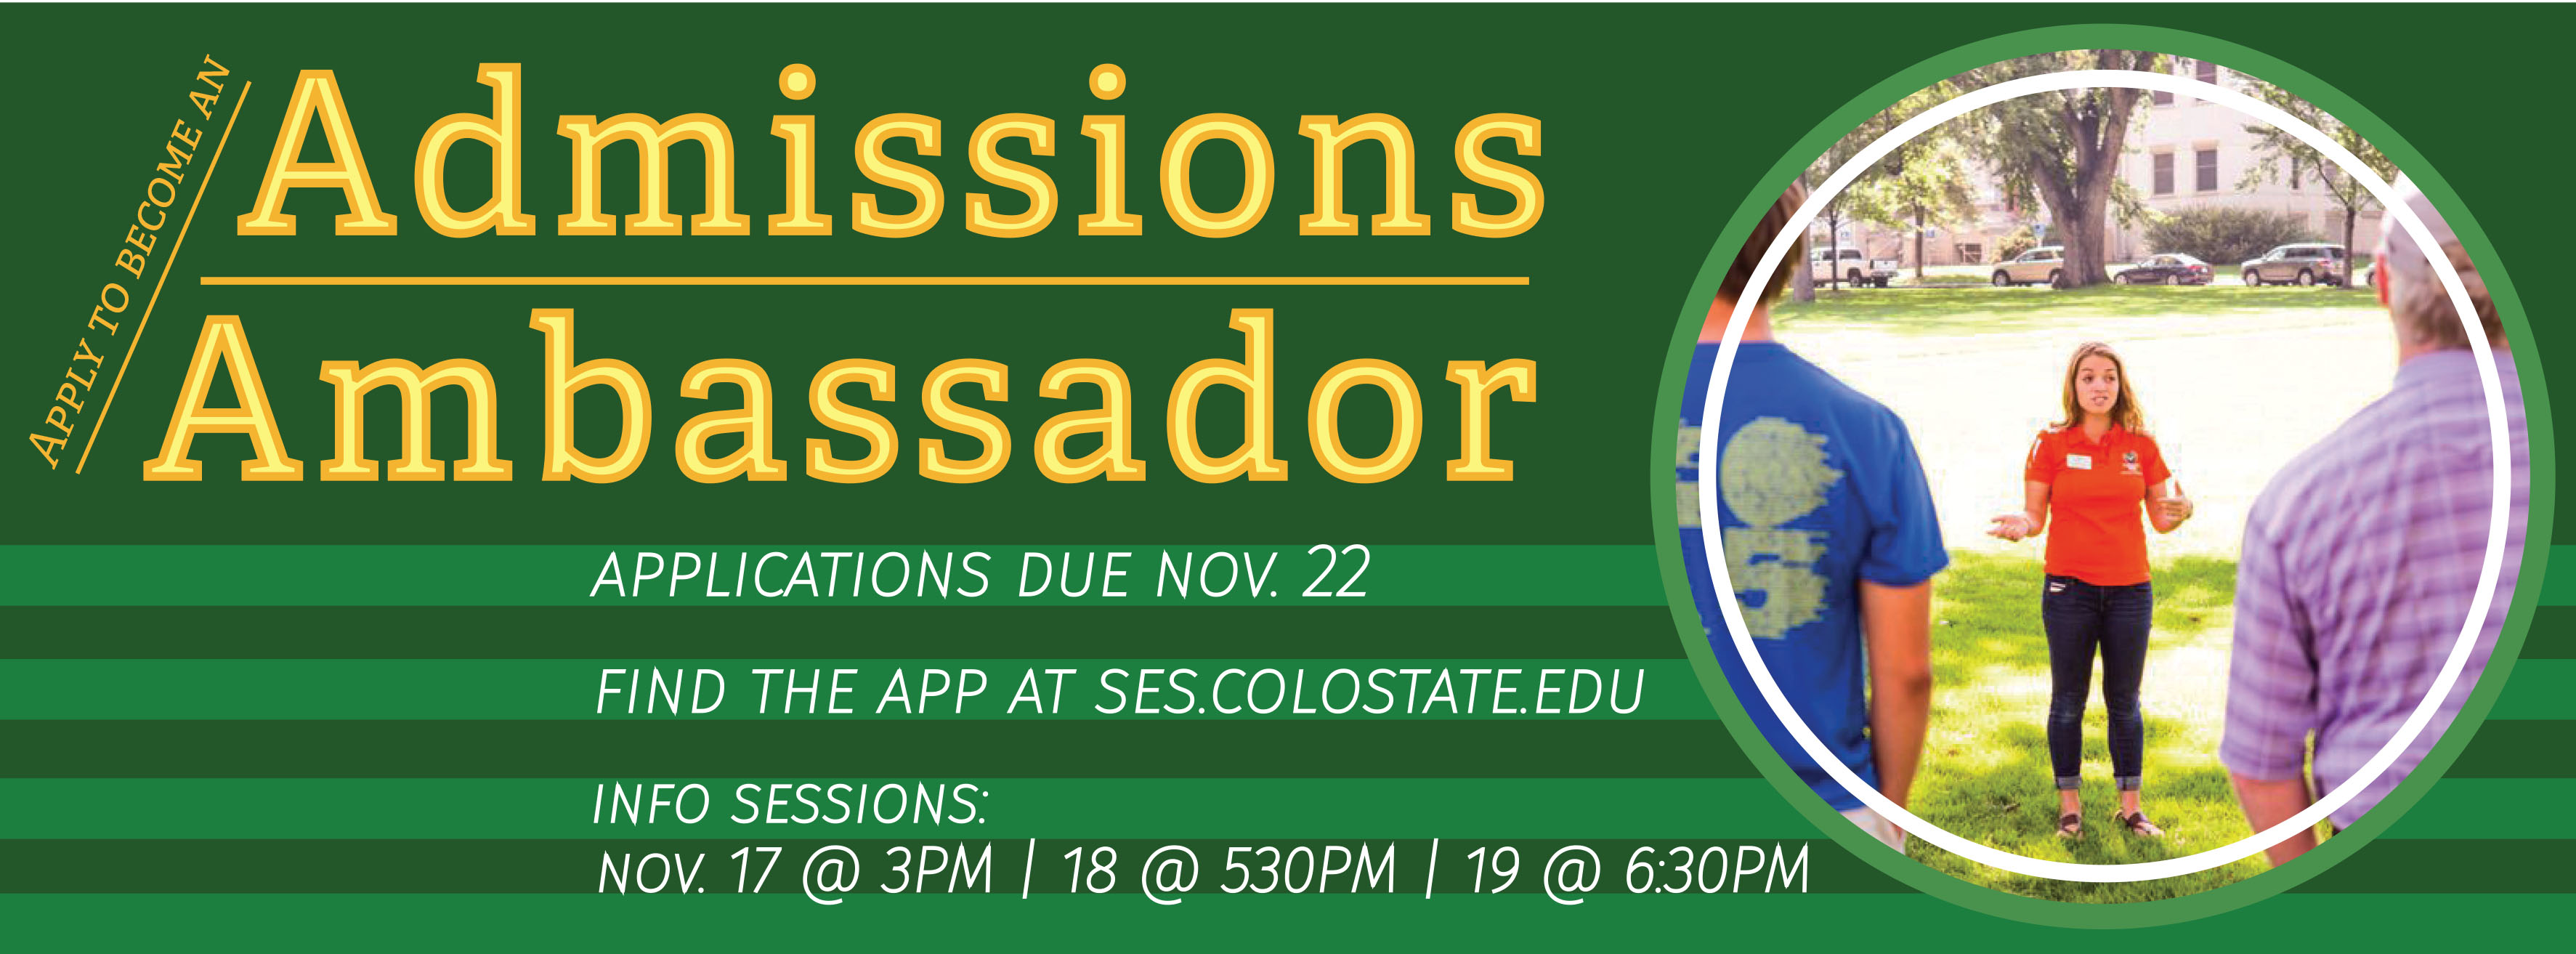 APPLY TO BECOME AN
Admissions
Ambassador
APPLICATIONS DUE NOV. 22
FIND THE APP AT SES.COLOSTATE.EDU
INFO SESSIONS:
NOV. 17 @ 3PM | 18 @ 530PM | 19 @ 6:30PM